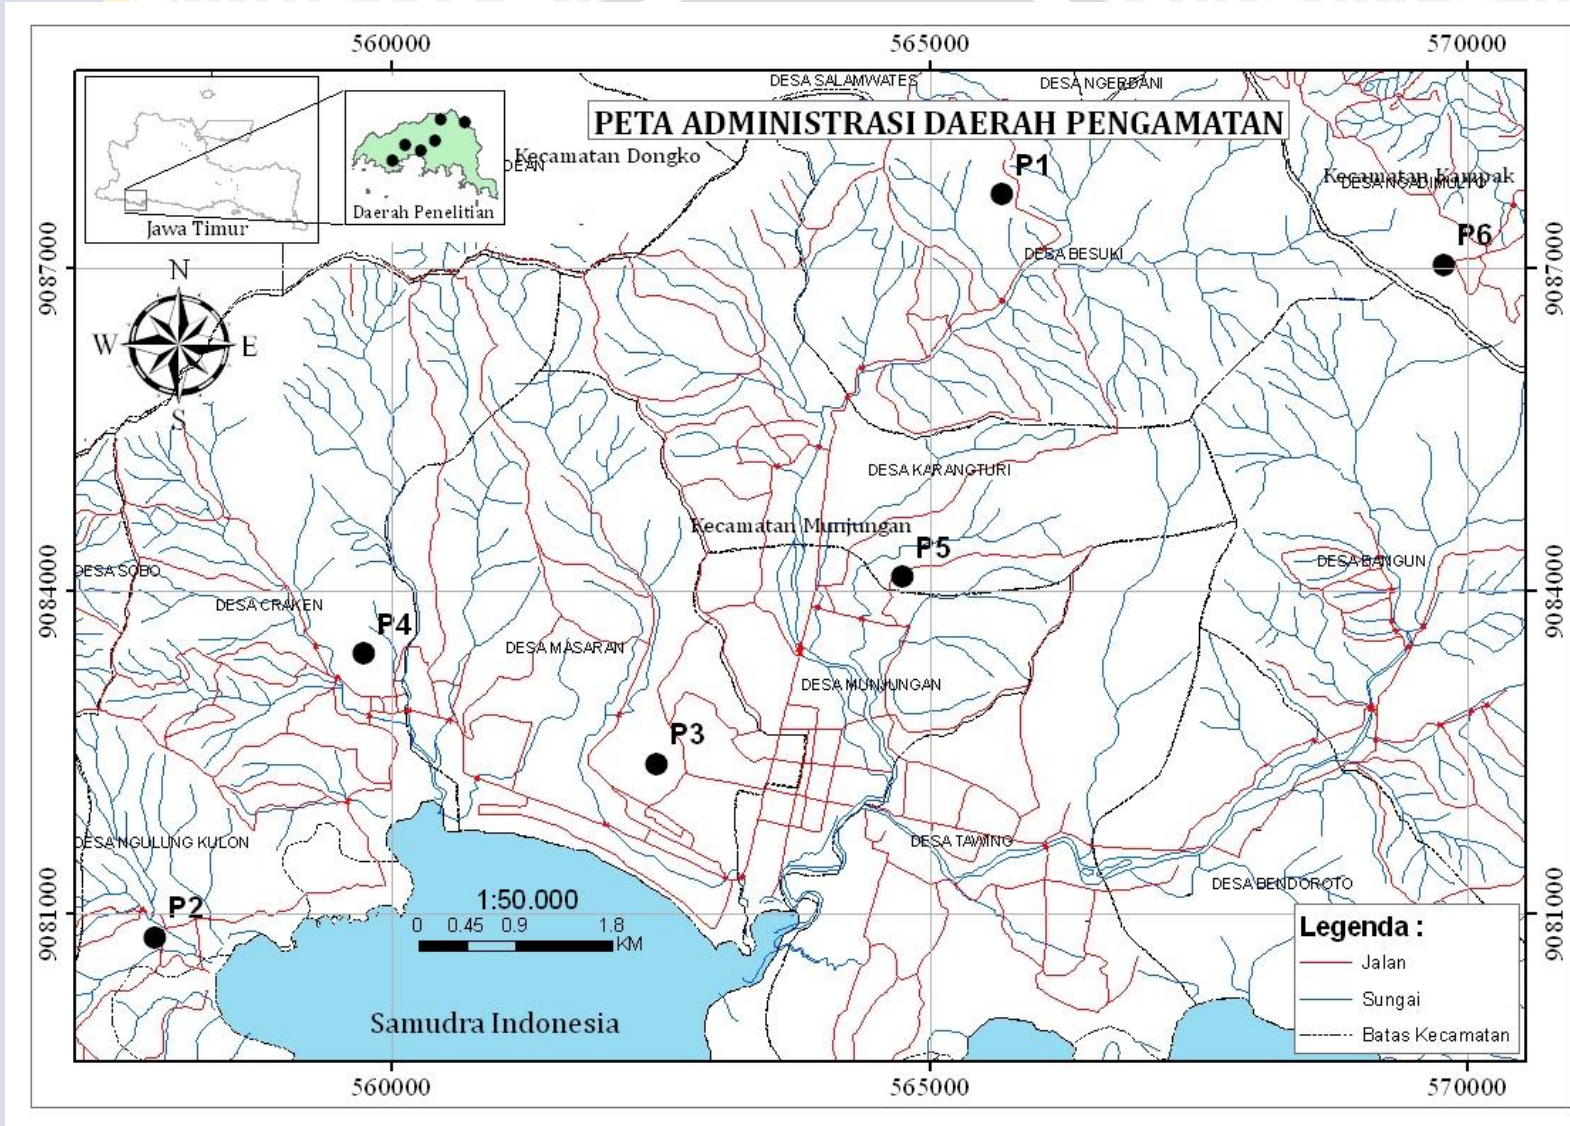 560000
565000
570000
DESA SALAMWATES
DESA NGERDANI
PETA ADMINISTRASI DAERAH PENGAMATAN
Kecamatan Dongko
P1
Kecamatan Kampak
DESA NGADIMULYO
Daerah Penelitian
Jawa Timur
P6
9087000
DESA BESUKI
9087000
N
W
E
S
DESA KARANGTURI
Kecamatan Munjungan
P5
DESA BANGUN
DESA SOBO
9084000
9084000
DESA CRAKEN
P4
DESA MASARAN
DESA MUNJUNGAN
P3
DESA NGULUNG KULON
DESA TAWING
DESA BENDOROTO
P2
9081000
9081000
1:50.000
0 0.45 0.9 1.8
KM
Legenda :
Jalan
Sungai
Batas Kecamatan
Samudra Indonesia
560000
565000
570000